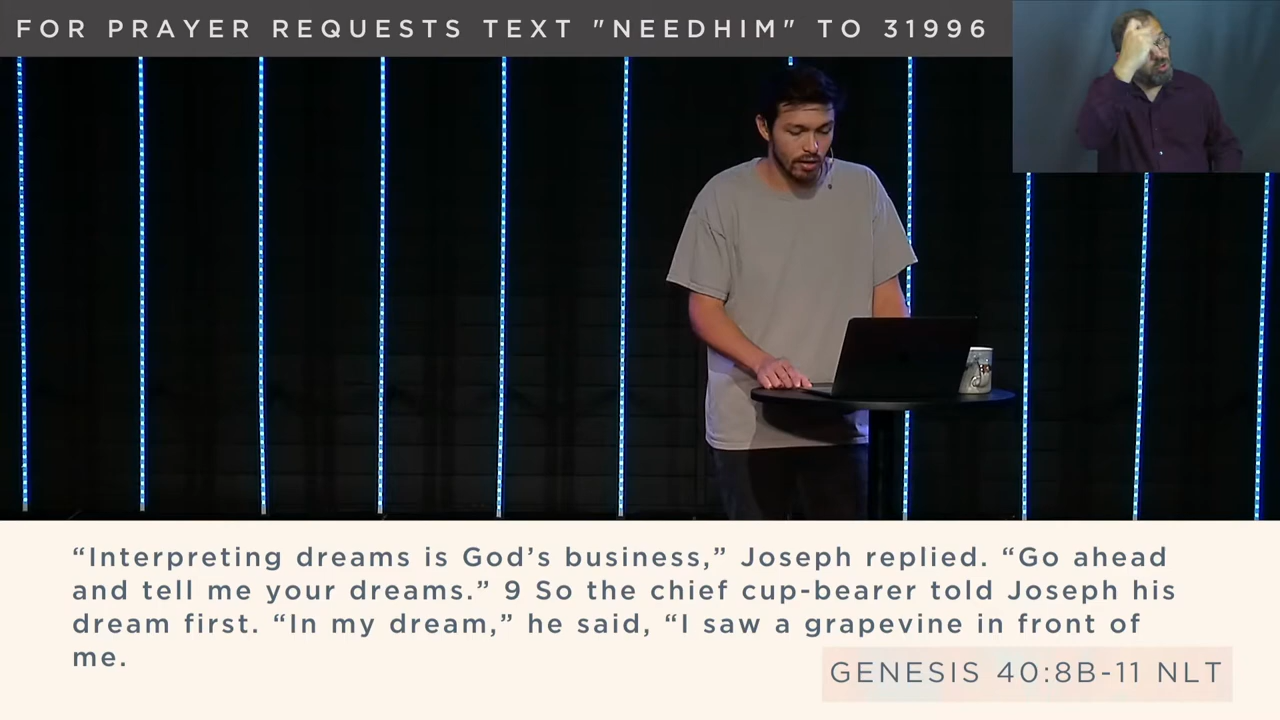 FOR PRAYER REQUESTS TEXT "NEEDHIM" TO 31996
“Interpreting dreams is God’s business,” Joseph replied. “Go ahead
and tell me your dreams.” 9 So the chief cup-bearer told Joseph his
dream first. “In my dream,” he said, “I saw a grapevine in front of
me.
GENESIS 40:8B-11 NLT